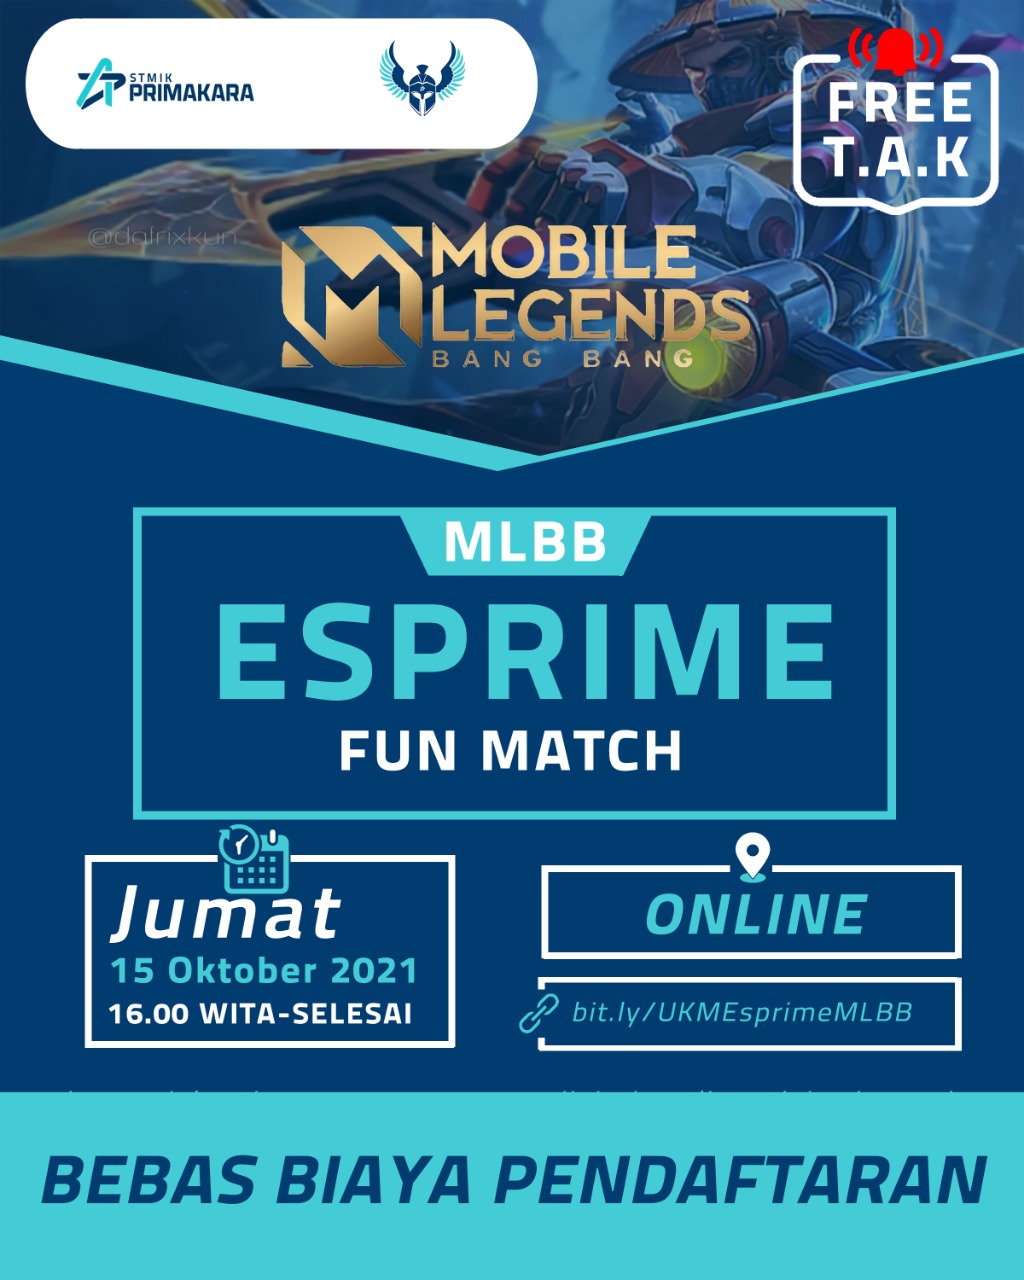 STMIK
PRIMAKARA
FREE
T.A.K
@dafrixkun
MOBILE
LEGENDS
BANG BANG
MLBB
ESPRIME
FUN MATCH
Jumat
15 Oktober 2021
16.00 WITA-SELESAI
ONLINE
bit.ly/UKMEsprimeMLBB
BEBAS BIAYA PENDAFTARAN